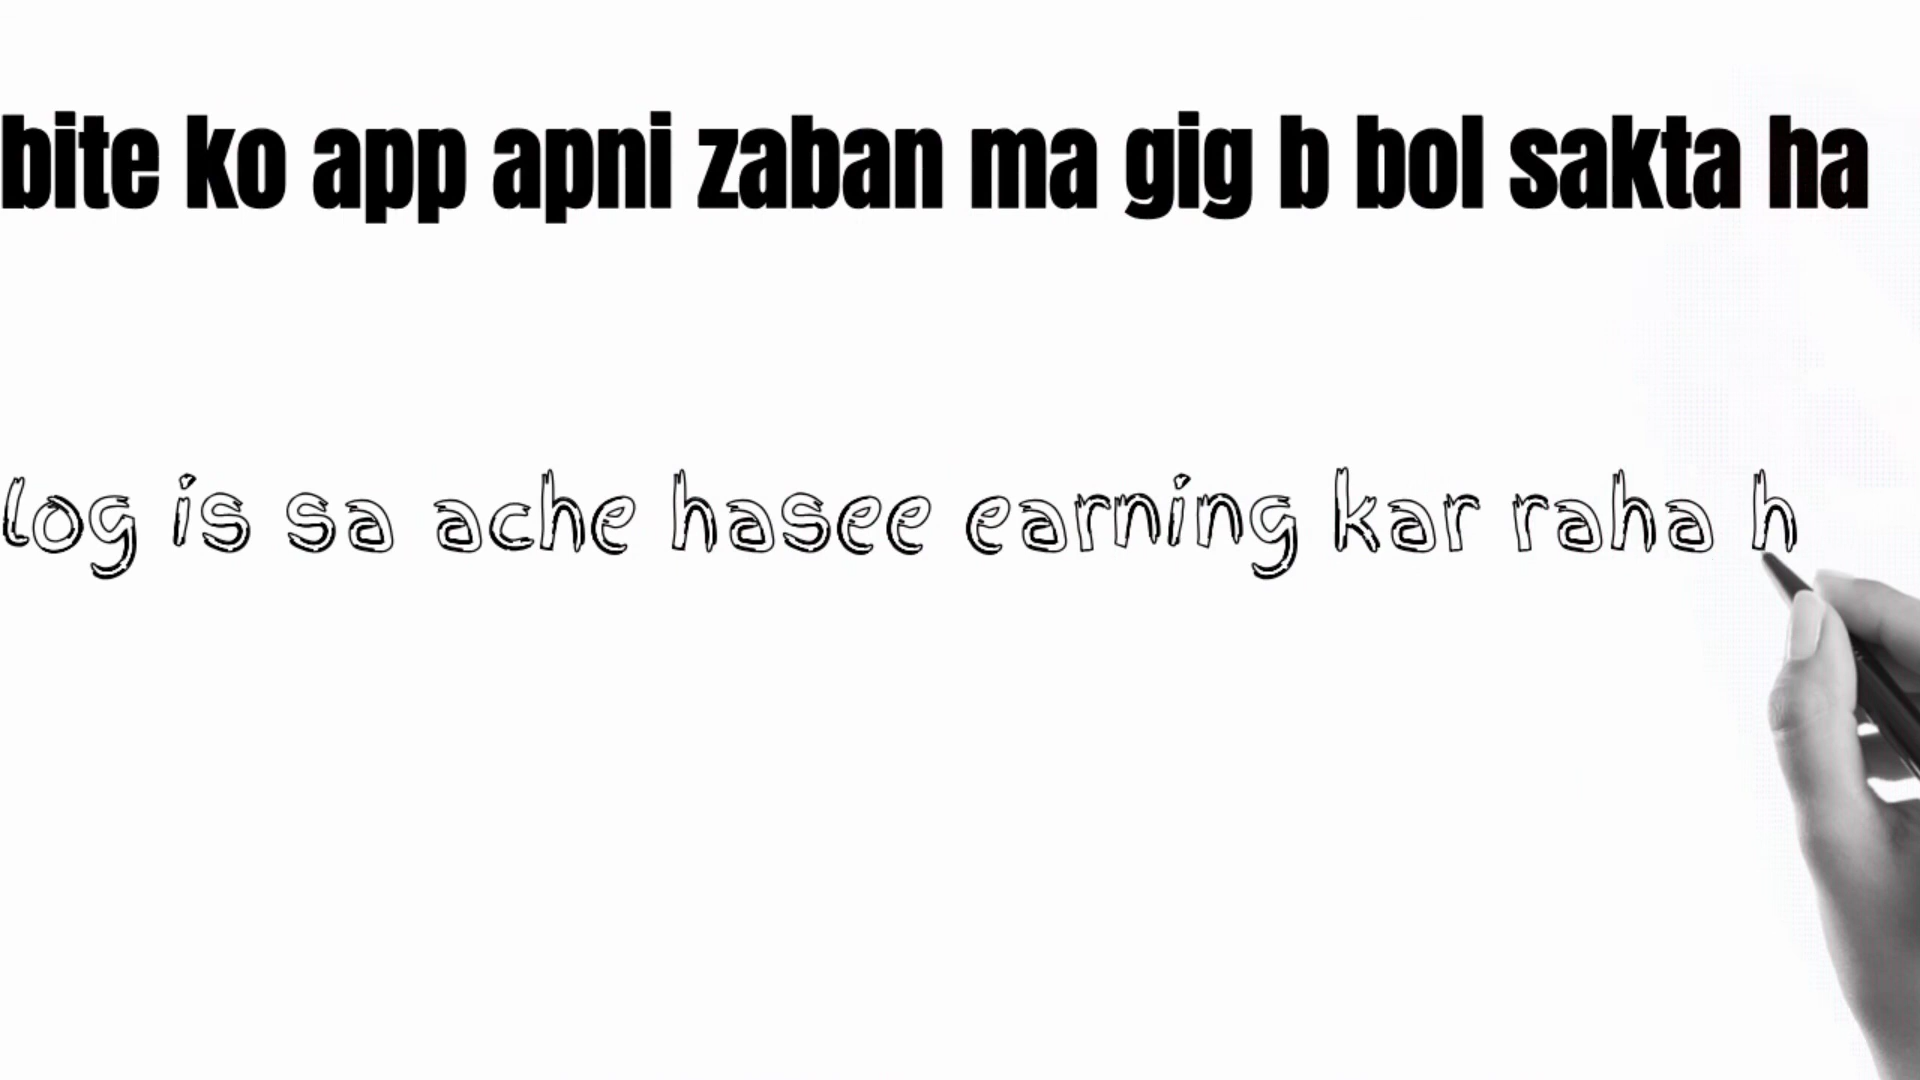 bite ko app apni zaban ma gig b bol sakta ha
log is sa ache hasee earning kar raha h